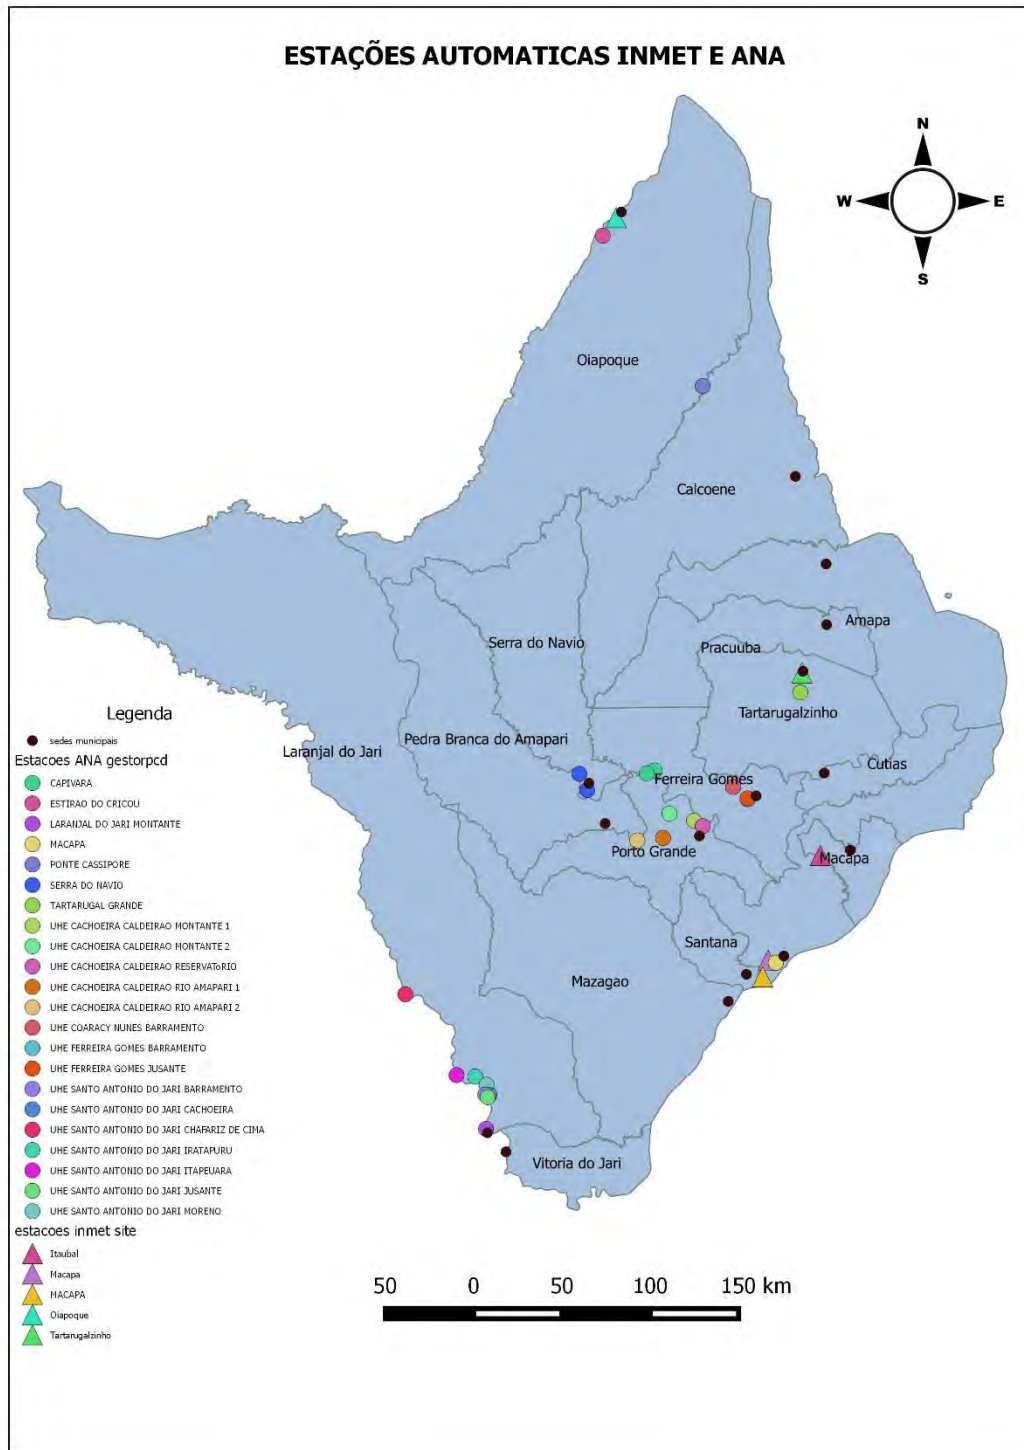 ESTAÇÕES AUTOMATICAS INMET E ANA
N
W
E
S
Oiapoque
Calcoene
Amapa
Serra do Navio
Pracuuba
Tartarugalzinho
Pedra Branca do Amapari
Laranjal do Jari
Cutias
Ferreira Gomes
Porto Grande
Macapa
Santana
Mazagao
Vitoria do Jari
Legenda
sedes municipais
Estacoes ANA gestorpcd
CAPIVARA
ESTIRAO DO CRICOU
LARANJAL DO JARI MONTANTE
MACAPA
PONTE CASSIPORE
SERRA DO NAVIO
TARTARUGAL GRANDE
UHE CACHOEIRA CALDEIRAO MONTANTE 1
UHE CACHOEIRA CALDEIRAO MONTANTE 2
UHE CACHOEIRA CALDEIRAO RESERVAToRIO
UHE CACHOEIRA CALDEIRAO RIO AMAPARI 1
UHE CACHOEIRA CALDEIRAO RIO AMAPARI 2
UHE COARACY NUNES BARRAMENTO
UHE FERREIRA GOMES BARRAMENTO
UHE FERREIRA GOMES JUSANTE
UHE SANTO ANTONIO DO JARI BARRAMENTO
UHE SANTO ANTONIO DO JARI CACHOEIRA
UHE SANTO ANTONIO DO JARI CHAFARIZ DE CIMA
UHE SANTO ANTONIO DO JARI IRATAPURU
UHE SANTO ANTONIO DO JARI ITAPEUARA
UHE SANTO ANTONIO DO JARI JUSANTE
UHE SANTO ANTONIO DO JARI MORENO
estacoes inmet site
Itaubal
Macapa
MACAPA
Oiapoque
Tartarugalzinho
50 0 50 100 150 km